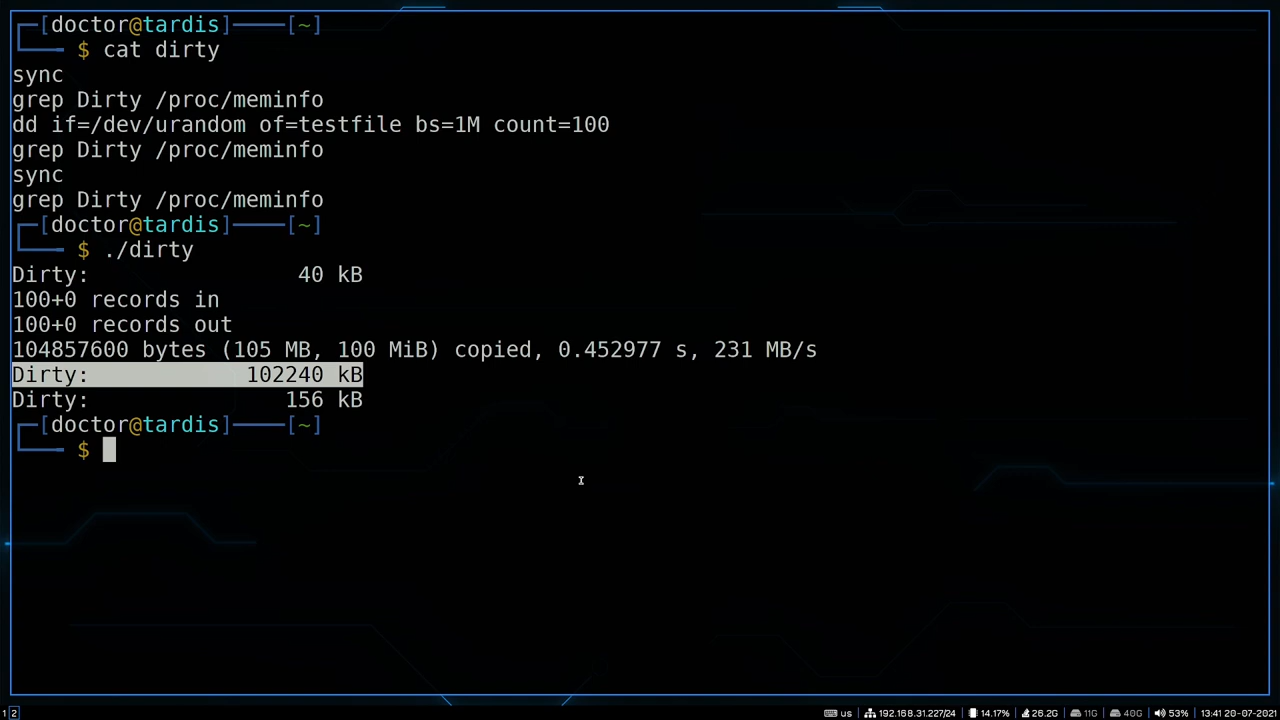 ┌─[doctor@tardis]────[~]
└─── $ cat dirty
sync
grep Dirty /proc/meminfo
dd if=/dev/urandom of=testfile bs=1M count=100
grep Dirty /proc/meminfo
sync
grep Dirty /proc/meminfo
┌─[doctor@tardis]────[~]
└─── $ ./dirty
Dirty:                40 kB
100+0 records in
100+0 records out
104857600 bytes (105 MB, 100 MiB) copied, 0.452977 s, 231 MB/s
Dirty:            102240 kB
Dirty:               156 kB
┌─[doctor@tardis]────[~]
└─── $
1 2 us 192.168.31.227/24 14.17% 26.2G 11G 40G 53% 13:41 20-07-2021